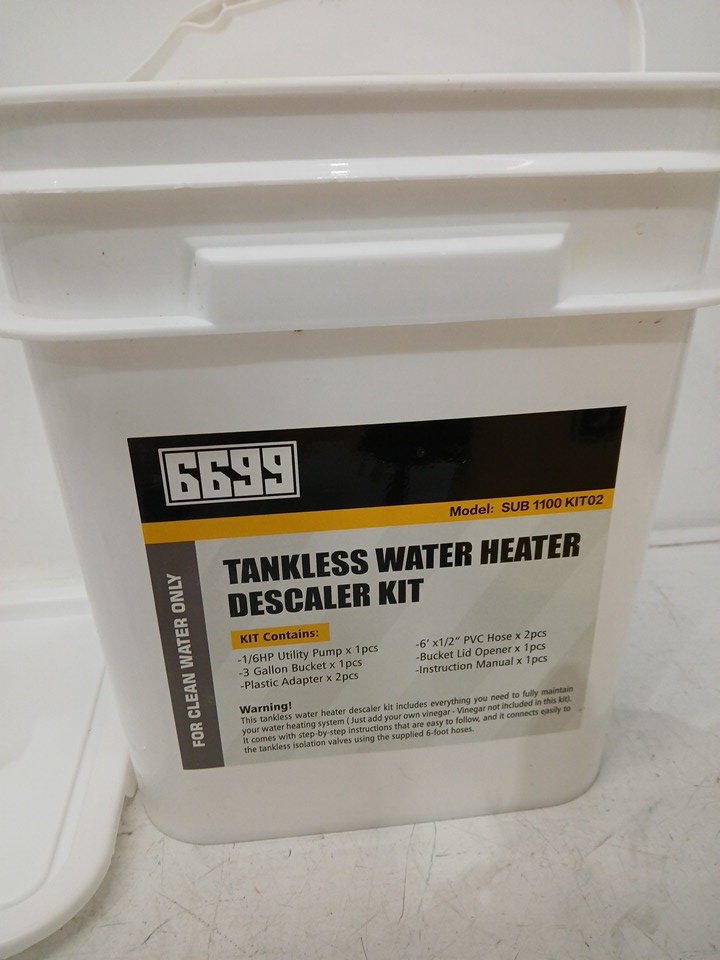 6699
Model: SUB 1100 KIT02
FOR CLEAN WATER ONLY
TANKLESS WATER HEATER
DESCALER KIT
KIT Contains:
-1/6HP Utility Pump x 1pcs
-3 Gallon Bucket x 1pcs
-Plastic Adapter x 2pcs
-6' x1/2" PVC Hose x 2pcs
-Bucket Lid Opener x 1pcs
-Instruction Manual x 1pcs
Warning!
This tankless water heater descaler kit includes everything you need to fully maintain
your water heating system ( Just add your own vinegar - Vinegar not included in this kit).
It comes with step-by-step instructions that are easy to follow, and it connects easily to
the tankless isolation valves using the supplied 6-foot hoses.